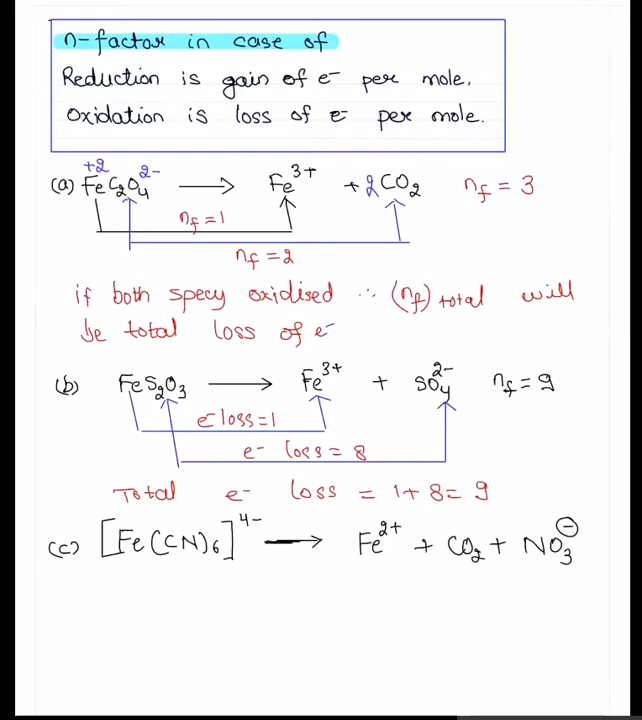 n-factor in case of
Reduction is gain of e⁻ per mole.
Oxidation is loss of e⁻ per mole.
+2 2-
(a) FeC₂O₄ ⟶ Fe³⁺ + 2CO₂ n_f = 3
n_f = 1
n_f = 2
if both specy oxidised ∴ (n_f) total will
be total loss of e⁻
(b) FeS₂O₃ ⟶ Fe³⁺ + SO₄²⁻ n_f = 9
e⁻ loss = 1
e⁻ loss = 8
Total e⁻ loss = 1 + 8 = 9
(c) [Fe(CN)₆]⁴⁻ ⟶ Fe²⁺ + CO₂ + NO₃⁻